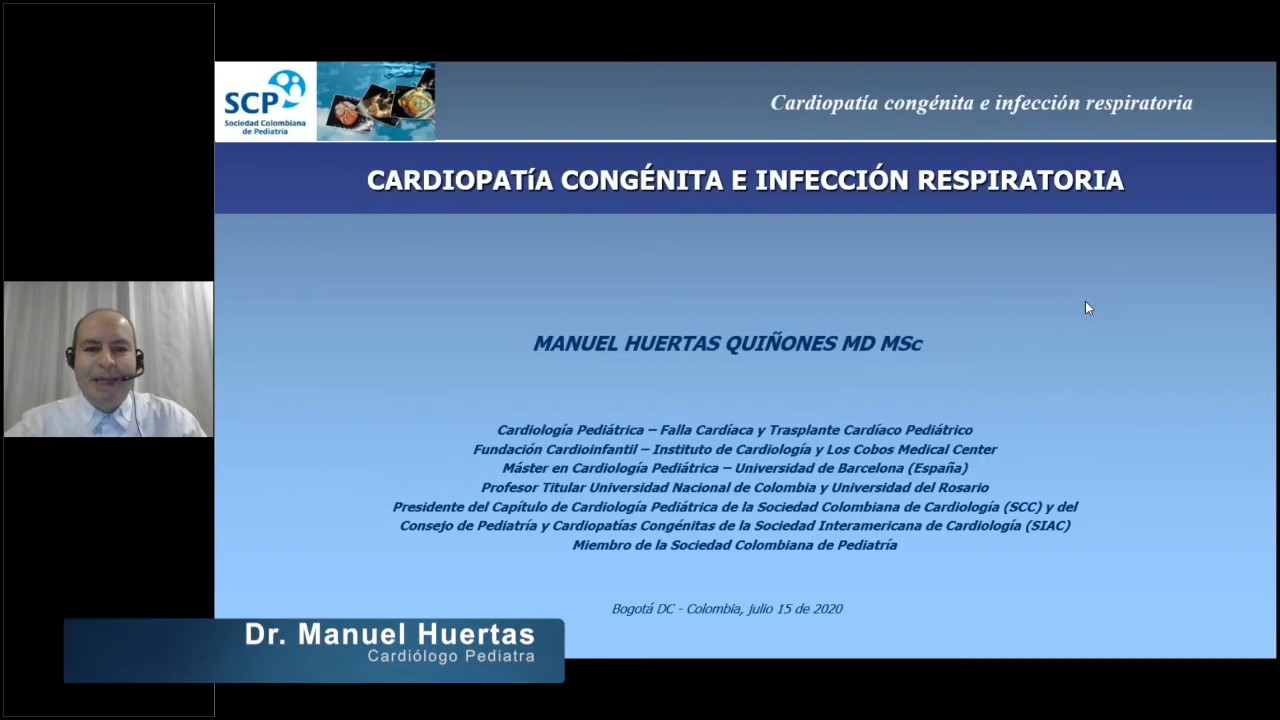 SCP
Sociedad Colombiana
de Pediatría
Cardiopatía congénita e infección respiratoria
CARDIOPATíA CONGÉNITA E INFECCIÓN RESPIRATORIA
MANUEL HUERTAS QUIÑONES MD MSc
Cardiología Pediátrica – Falla Cardíaca y Trasplante Cardíaco Pediátrico
Fundación Cardioinfantil – Instituto de Cardiología y Los Cobos Medical Center
Máster en Cardiología Pediátrica – Universidad de Barcelona (España)
Profesor Titular Universidad Nacional de Colombia y Universidad del Rosario
Presidente del Capítulo de Cardiología Pediátrica de la Sociedad Colombiana de Cardiología (SCC) y del
Consejo de Pediatría y Cardiopatías Congénitas de la Sociedad Interamericana de Cardiología (SIAC)
Miembro de la Sociedad Colombiana de Pediatría
Bogotá DC - Colombia, julio 15 de 2020
Dr. Manuel Huertas
Cardiólogo Pediatra